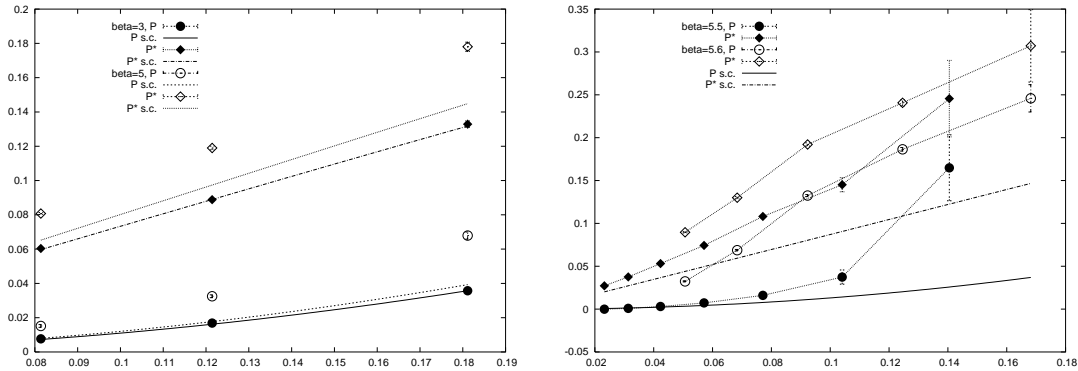 0.2
0.18
0.16
0.14
0.12
0.1
0.08
0.06
0.04
0.02
0
beta=3, P
P s.c.
P*
P* s.c.
beta=5, P
P s.c.
P*
P* s.c.
0.08 0.09 0.1 0.11 0.12 0.13 0.14 0.15 0.16 0.17 0.18 0.19
0.35
0.3
0.25
0.2
0.15
0.1
0.05
0
-0.05
beta=5.5, P
P*
beta=5.6, P
P*
P s.c.
P* s.c.
0.02 0.04 0.06 0.08 0.1 0.12 0.14 0.16 0.18